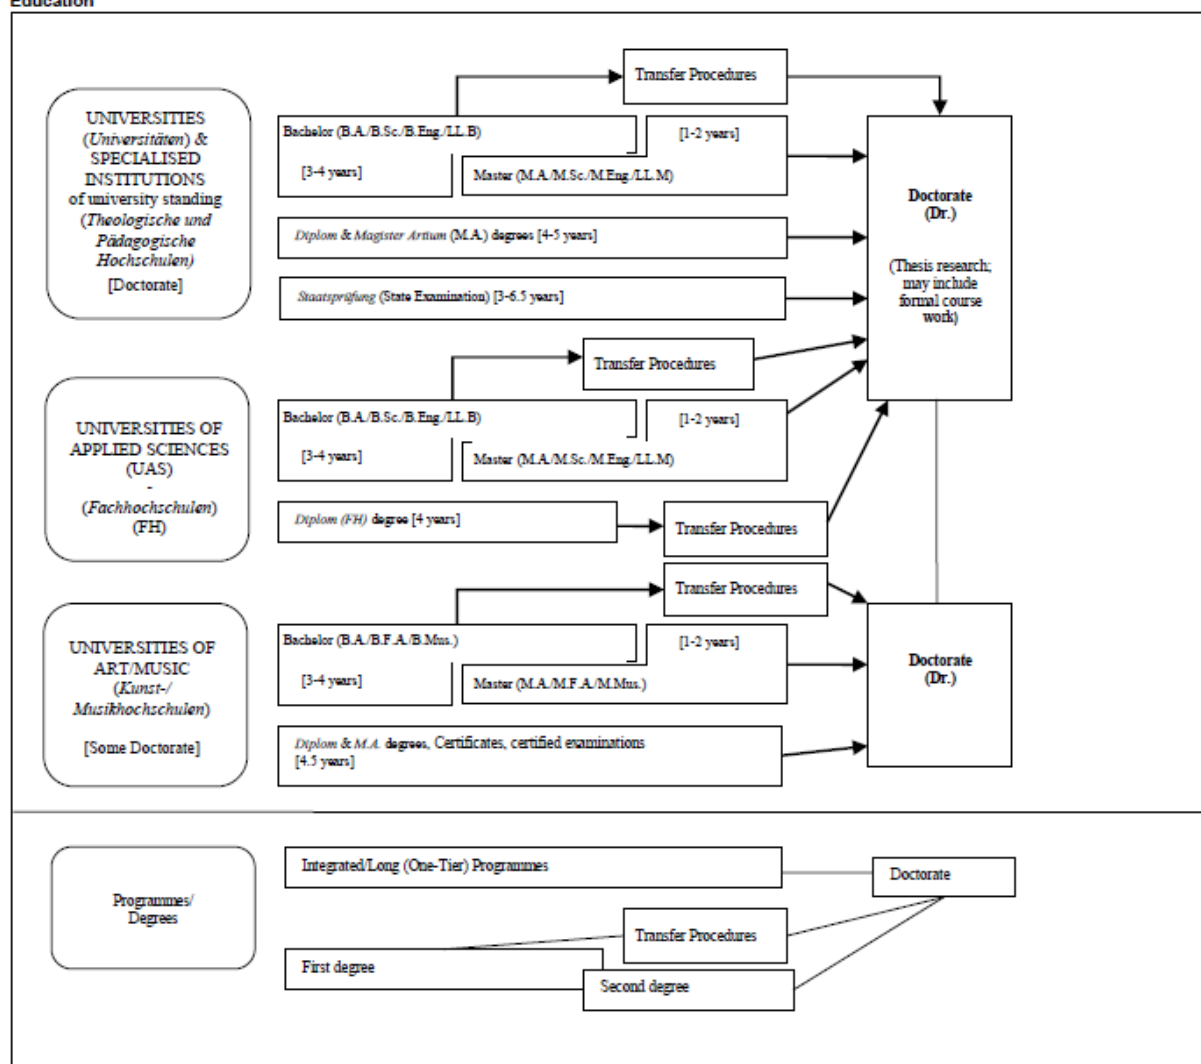 Education
Transfer Procedures
UNIVERSITIES
(Universitäten) &
SPECIALISED
INSTITUTIONS
of university standing
(Theologische und
Pädagogische
Hochschulen)
[Doctorate]
Bachelor (B.A./B.Sc./B.Eng./LL.B)
[3-4 years]
[1-2 years]
Master (M.A./M.Sc./M.Eng./LL.M)
Diplom & Magister Artium (M.A.) degrees [4-5 years]
Staatsprüfung (State Examination) [3-6.5 years]
Doctorate
(Dr.)
(Thesis research;
may include
formal course
work)
Transfer Procedures
UNIVERSITIES OF
APPLIED SCIENCES
(UAS)
-
(Fachhochschulen)
(FH)
Bachelor (B.A./B.Sc./B.Eng./LL.B)
[3-4 years]
[1-2 years]
Master (M.A./M.Sc./M.Eng./LL.M)
Diplom (FH) degree [4 years]
Transfer Procedures
Transfer Procedures
UNIVERSITIES OF
ART/MUSIC
(Kunst-/
Musikhochschulen)
[Some Doctorate]
Bachelor (B.A./B.F.A./B.Mus.)
[3-4 years]
[1-2 years]
Master (M.A./M.F.A./M.Mus.)
Diplom & M.A. degrees, Certificates, certified examinations
[4.5 years]
Doctorate
(Dr.)
Programmes/
Degrees
Integrated/Long (One-Tier) Programmes
Doctorate
Transfer Procedures
First degree
Second degree